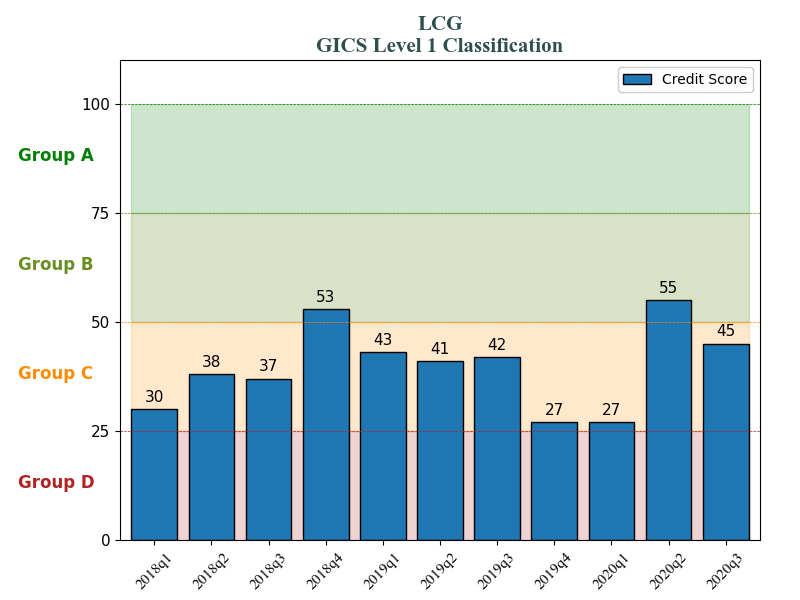 LCG
GICS Level 1 Classification
Credit Score
100
Group A
75
Group B
50
Group C
25
Group D
0
30
38
37
53
43
41
42
27
27
55
45
2018q1
2018q2
2018q3
2018q4
2019q1
2019q2
2019q3
2019q4
2020q1
2020q2
2020q3